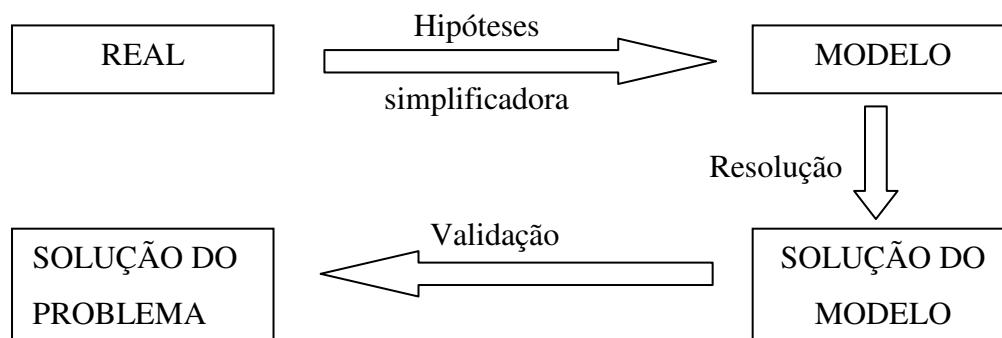 REAL
Hipóteses
simplificadora
MODELO
Resolução
SOLUÇÃO DO
MODELO
Validação
SOLUÇÃO DO
PROBLEMA